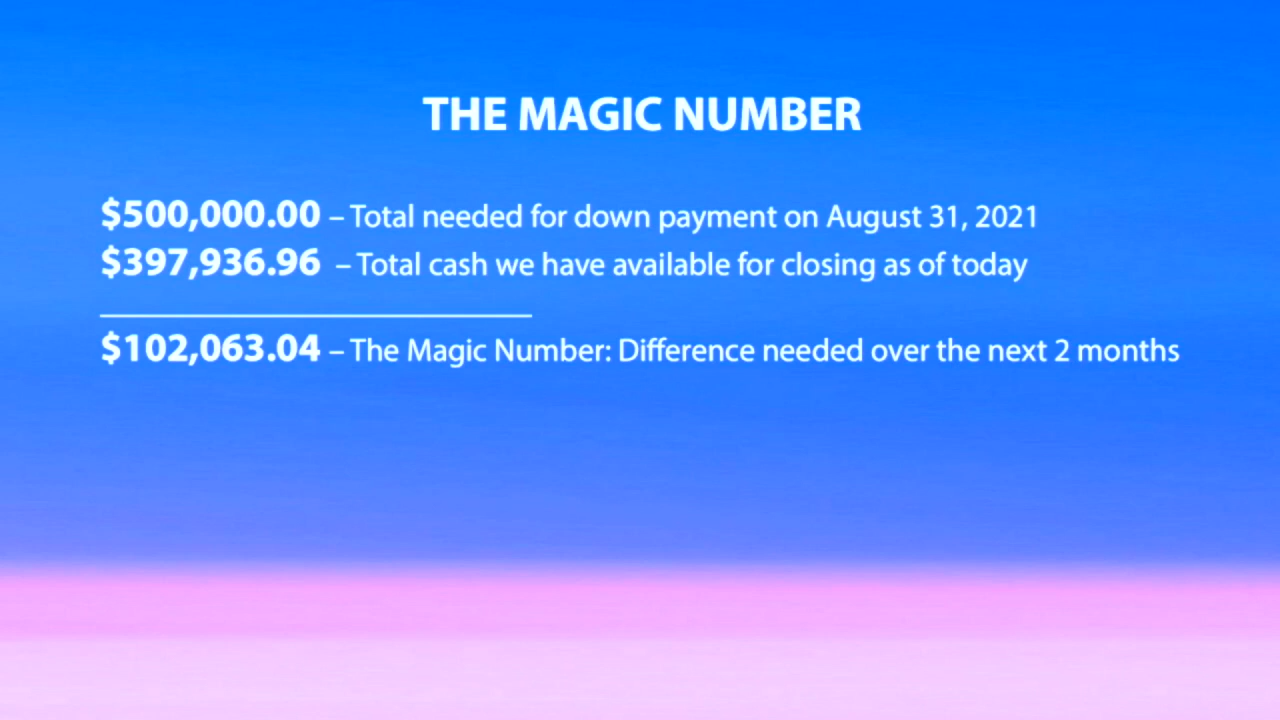 THE MAGIC NUMBER
$500,000.00 – Total needed for down payment on August 31, 2021
$397,936.96 – Total cash we have available for closing as of today
$102,063.04 – The Magic Number: Difference needed over the next 2 months